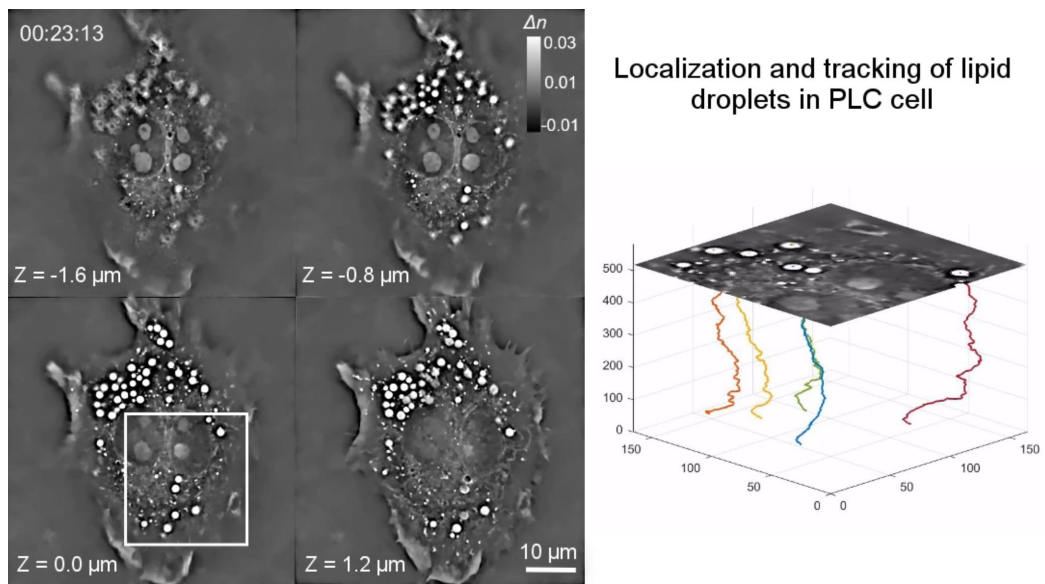 00:23:13
Δn
0.03
0.01
-0.01
Z = -1.6 µm
Z = -0.8 µm
Z = 0.0 µm
Z = 1.2 µm
10 µm
Localization and tracking of lipid
droplets in PLC cell
500
400
300
200
100
0
150
100
50
0
0
50
100
150